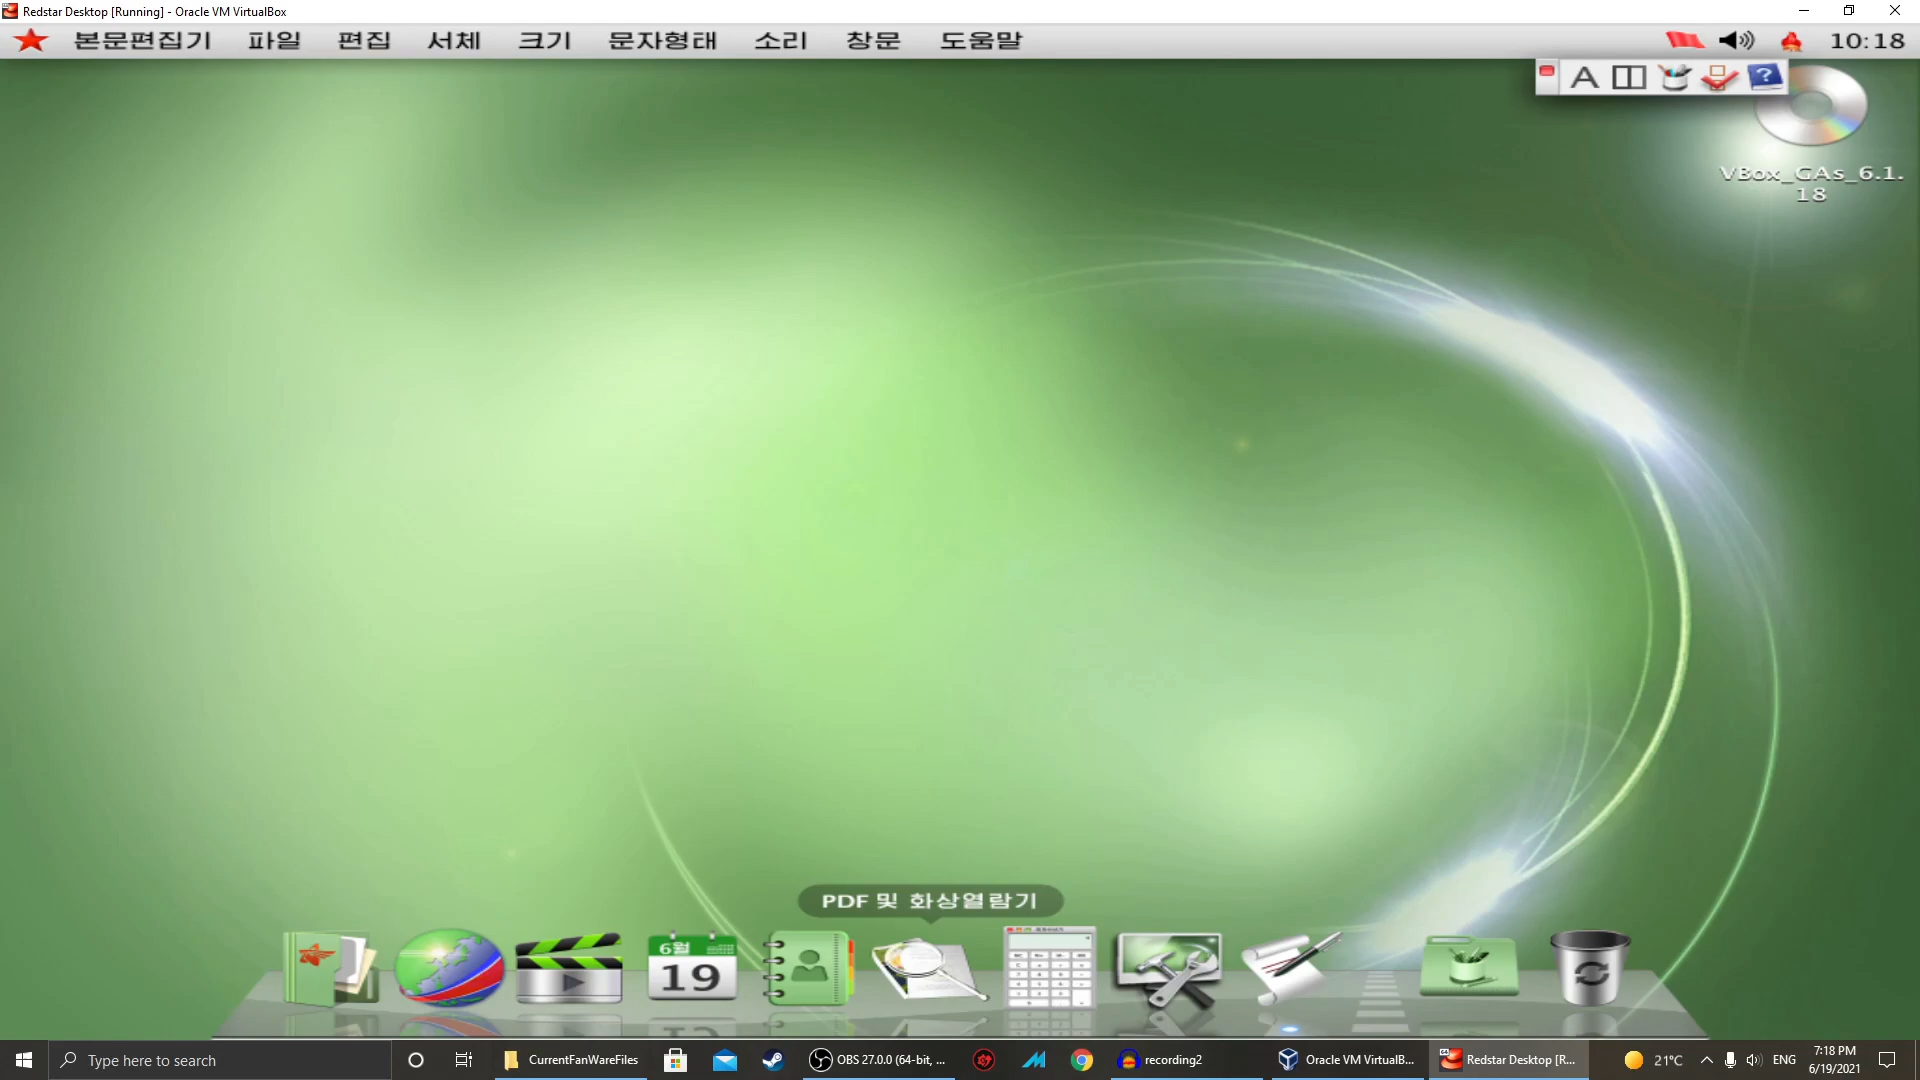 Redstar Desktop [Running] - Oracle VM VirtualBox
본문편집기 파일 편집 서체 크기 문자형태 소리 창문 도움말 10:18
A ?
VBox_GAs_6.1.
18
PDF 및 화상열람기
6월
19
Type here to search CurrentFanWareFiles OBS 27.0.0 (64-bit, ... recording2 Oracle VM VirtualB... Redstar Desktop [R... 21°C ENG 7:18 PM
6/19/2021